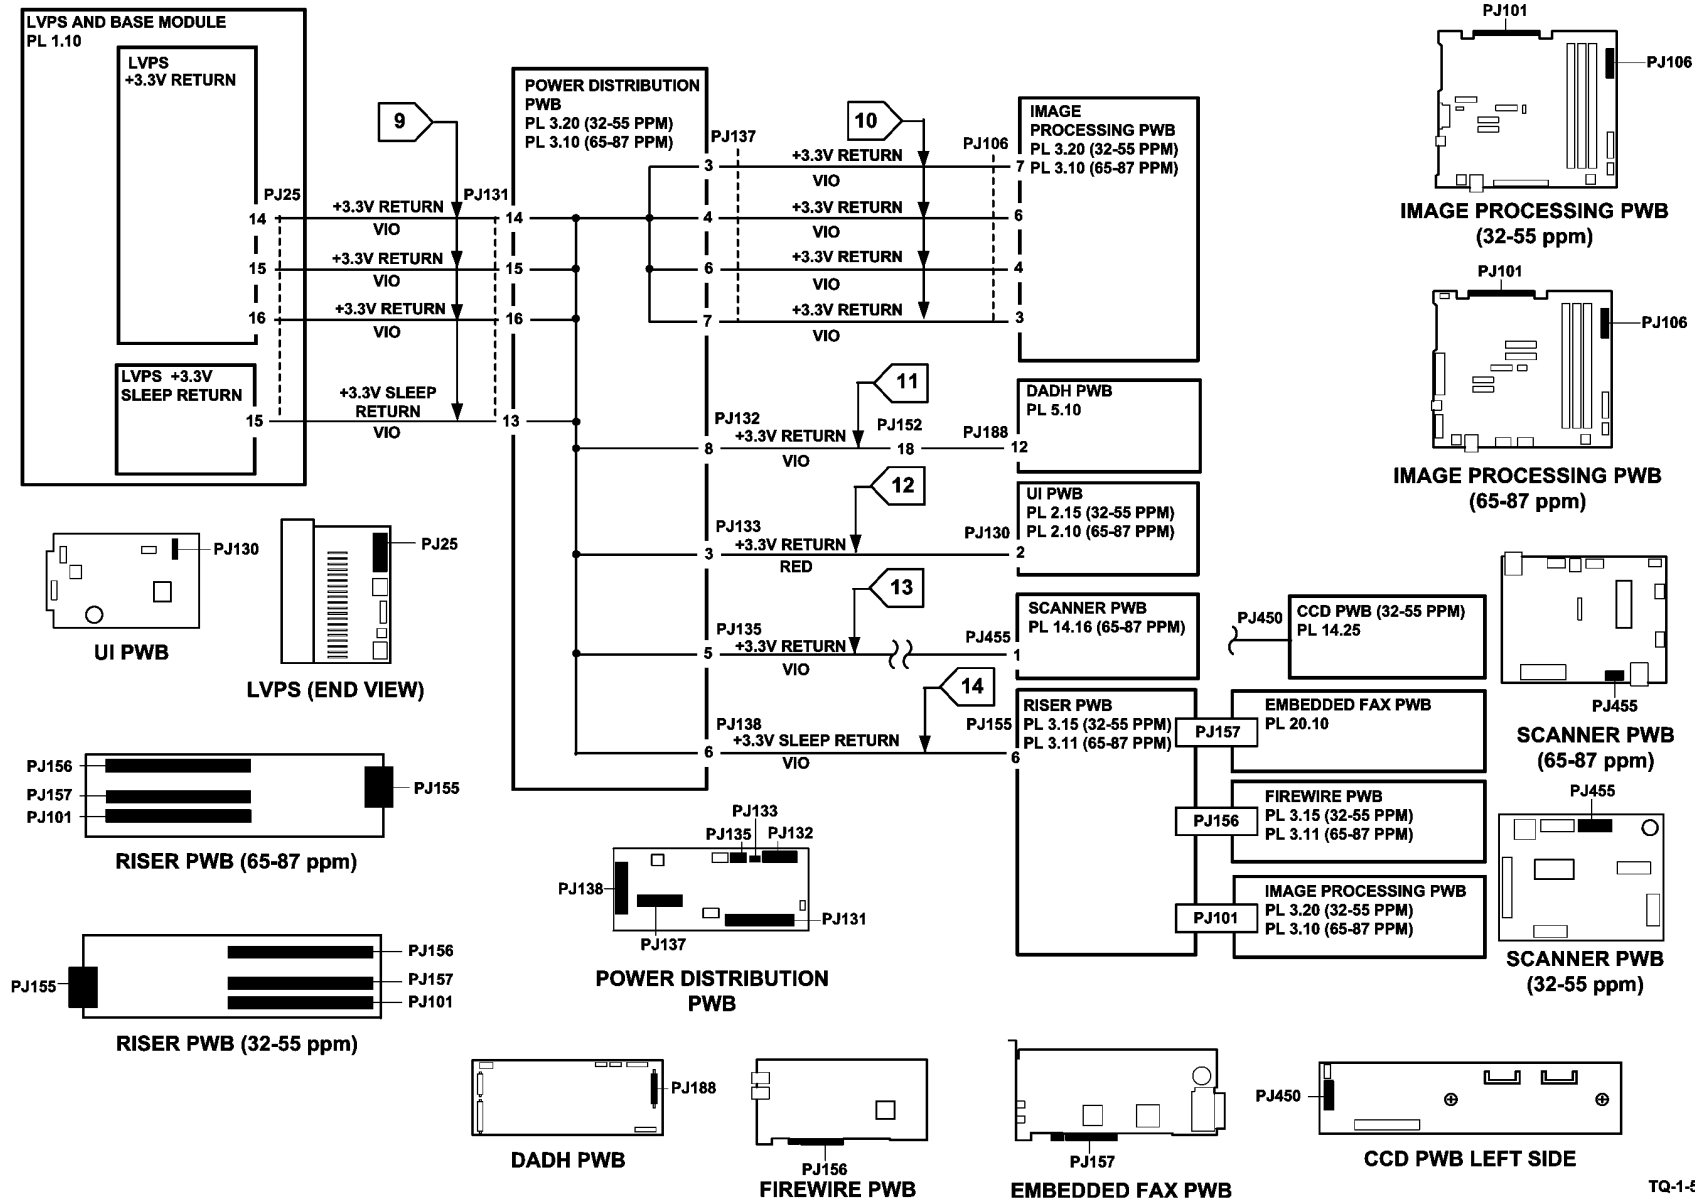 LVPS AND BASE MODULE
PL 1.10
LVPS
+3.3V RETURN
LVPS +3.3V
SLEEP RETURN
PJ25
14
15
16
15
9
+3.3V RETURN
VIO
+3.3V RETURN
VIO
+3.3V RETURN
VIO
+3.3V SLEEP
RETURN
VIO
PJ131
14
15
16
13
POWER DISTRIBUTION
PWB
PL 3.20 (32-55 PPM)
PL 3.10 (65-87 PPM)
PJ137
3
4
6
7
10
+3.3V RETURN
VIO
+3.3V RETURN
VIO
+3.3V RETURN
VIO
+3.3V RETURN
VIO
PJ106
7
6
4
3
IMAGE
PROCESSING PWB
PL 3.20 (32-55 PPM)
PL 3.10 (65-87 PPM)
11
PJ132
8
+3.3V RETURN
VIO
PJ152
18
PJ188
12
DADH PWB
PL 5.10
12
PJ133
3
+3.3V RETURN
RED
PJ130
2
UI PWB
PL 2.15 (32-55 PPM)
PL 2.10 (65-87 PPM)
13
PJ135
5
+3.3V RETURN
VIO
PJ455
1
SCANNER PWB
PL 14.16 (65-87 PPM)
PJ450
CCD PWB (32-55 PPM)
PL 14.25
14
PJ138
6
+3.3V SLEEP RETURN
VIO
PJ155
6
RISER PWB
PL 3.15 (32-55 PPM)
PL 3.11 (65-87 PPM)
PJ157
EMBEDDED FAX PWB
PL 20.10
PJ156
FIREWIRE PWB
PL 3.15 (32-55 PPM)
PL 3.11 (65-87 PPM)
PJ101
IMAGE PROCESSING PWB
PL 3.20 (32-55 PPM)
PL 3.10 (65-87 PPM)
PJ101
PJ106
IMAGE PROCESSING PWB
(32-55 ppm)
PJ101
PJ106
IMAGE PROCESSING PWB
(65-87 ppm)
PJ130
UI PWB
PJ25
LVPS (END VIEW)
PJ455
SCANNER PWB
(65-87 ppm)
PJ455
SCANNER PWB
(32-55 ppm)
PJ156
PJ157
PJ101
PJ155
RISER PWB (65-87 ppm)
PJ155
PJ156
PJ157
PJ101
RISER PWB (32-55 ppm)
PJ133
PJ135
PJ132
PJ138
PJ131
PJ137
POWER DISTRIBUTION
PWB
PJ188
DADH PWB
PJ156
FIREWIRE PWB
PJ157
EMBEDDED FAX PWB
PJ450
CCD PWB LEFT SIDE
TQ-1-5